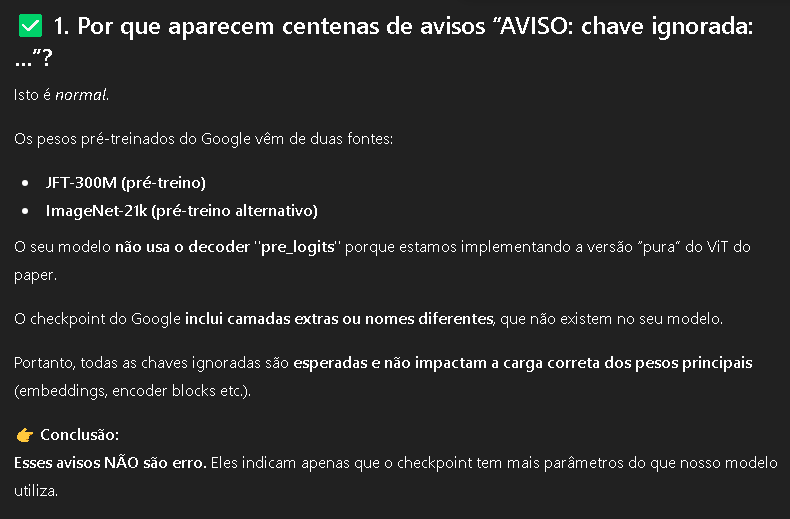 ✅ 1. Por que aparecem centenas de avisos “AVISO: chave ignorada:
...”?
Isto é normal.
Os pesos pré-treinados do Google vêm de duas fontes:
• JFT-300M (pré-treino)
• ImageNet-21k (pré-treino alternativo)
O seu modelo não usa o decoder "pre_logits" porque estamos implementando a versão “pura” do ViT do
paper.
O checkpoint do Google inclui camadas extras ou nomes diferentes, que não existem no seu modelo.
Portanto, todas as chaves ignoradas são esperadas e não impactam a carga correta dos pesos principais
(embeddings, encoder blocks etc.).
👉 Conclusão:
Esses avisos NÃO são erro. Eles indicam apenas que o checkpoint tem mais parâmetros do que nosso modelo
utiliza.